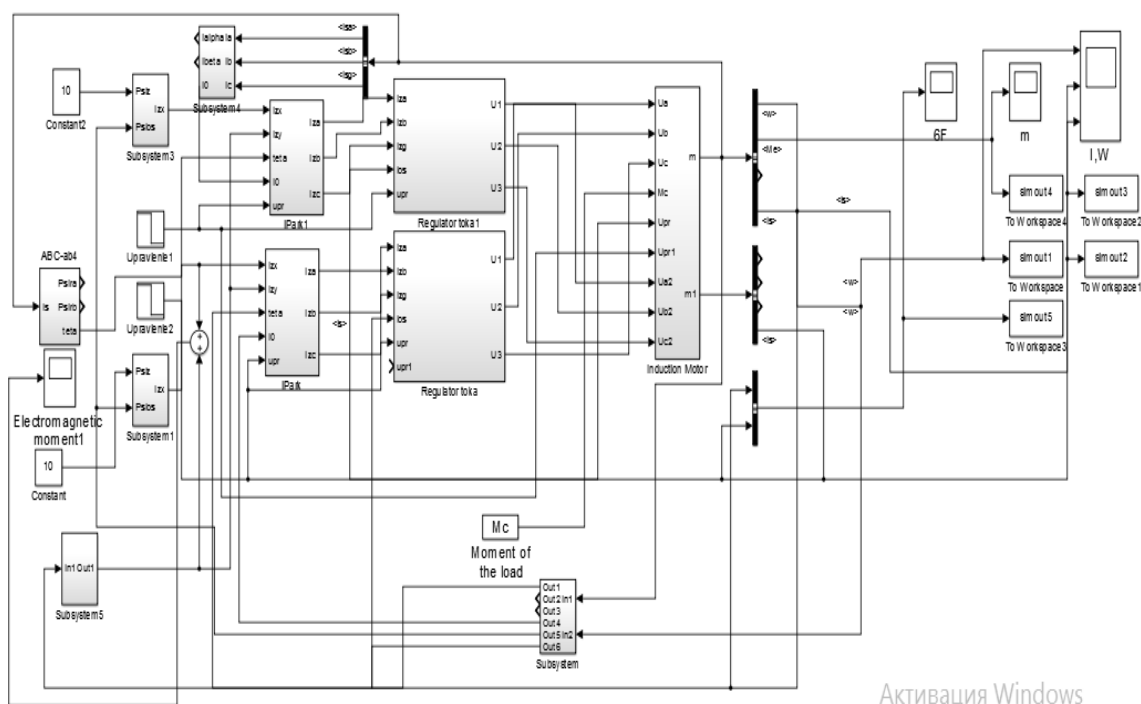 Ialpha Ia
Ibeta Ib
I0 Ic
Subsystem4
<Isa>
<Isb>
<Isg>
10
Constant2
Psiz
Izx
Psibs
Subsystem3
Izx
Izy
teta
I0
upr
Iza
Izb
Izc
IPark1
Iza
Izb
Izg
Ios
upr
U1
U2
U3
Regulator toka1
Ua
Ub
Uc
Mc
Upr
Upr1
Ua2
Ub2
Uc2
m
m1
Induction Motor
<w>
<Me>
<Is>
6F
m
I,W
simout4
To Workspace4
simout3
To Workspace2
simout1
To Workspace
simout2
To Workspace1
simout5
To Workspace3
<Is>
<w>
<w>
<Is>
Upravlenie1
Upravlenie2
ABC-ab4
Is
Psira
Psirb
teta
Electromagnetic
moment1
Psiz
Izx
Psibs
Subsystem1
10
Constant
Izx
Izy
teta
I0
upr
Iza
Izb
Izc
IPark
<Is>
Iza
Izb
Izg
Ios
upr
upr1
U1
U2
U3
Regulator toka
+
+
Mc
Moment of
the load
In1 Out1
Subsystem5
Out1
Out2 In1
Out3
Out4
Out5 In2
Out6
Subsystem
Активация Windows